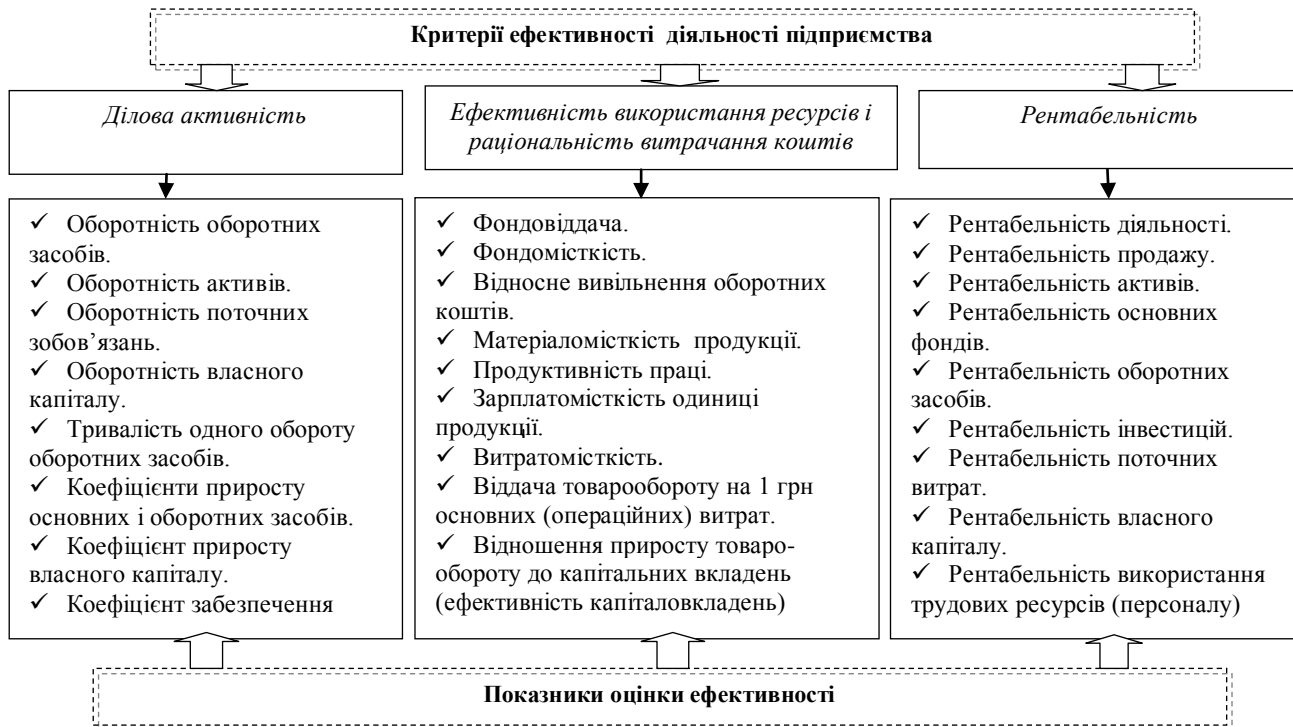 Критерії ефективності діяльності підприємства
Ділова активність
Ефективність використання ресурсів і
раціональність витрачання коштів
Рентабельність
✓ Оборотність оборотних
засобів.
✓ Оборотність активів.
✓ Оборотність поточних
зобов’язань.
✓ Оборотність власного
капіталу.
✓ Тривалість одного обороту
оборотних засобів.
✓ Коефіцієнти приросту
основних і оборотних засобів.
✓ Коефіцієнт приросту
власного капіталу.
✓ Коефіцієнт забезпечення
✓ Фондовіддача.
✓ Фондомісткість.
✓ Відносне вивільнення оборотних
коштів.
✓ Матеріаломісткість продукції.
✓ Продуктивність праці.
✓ Зарплатомісткість одиниці
продукції.
✓ Витратомісткість.
✓ Віддача товарообороту на 1 грн
основних (операційних) витрат.
✓ Відношення приросту товаро-
обороту до капітальних вкладень
(ефективність капіталовкладень)
✓ Рентабельність діяльності.
✓ Рентабельність продажу.
✓ Рентабельність активів.
✓ Рентабельність основних
фондів.
✓ Рентабельність оборотних
засобів.
✓ Рентабельність інвестицій.
✓ Рентабельність поточних
витрат.
✓ Рентабельність власного
капіталу.
✓ Рентабельність використання
трудових ресурсів (персоналу)
Показники оцінки ефективності